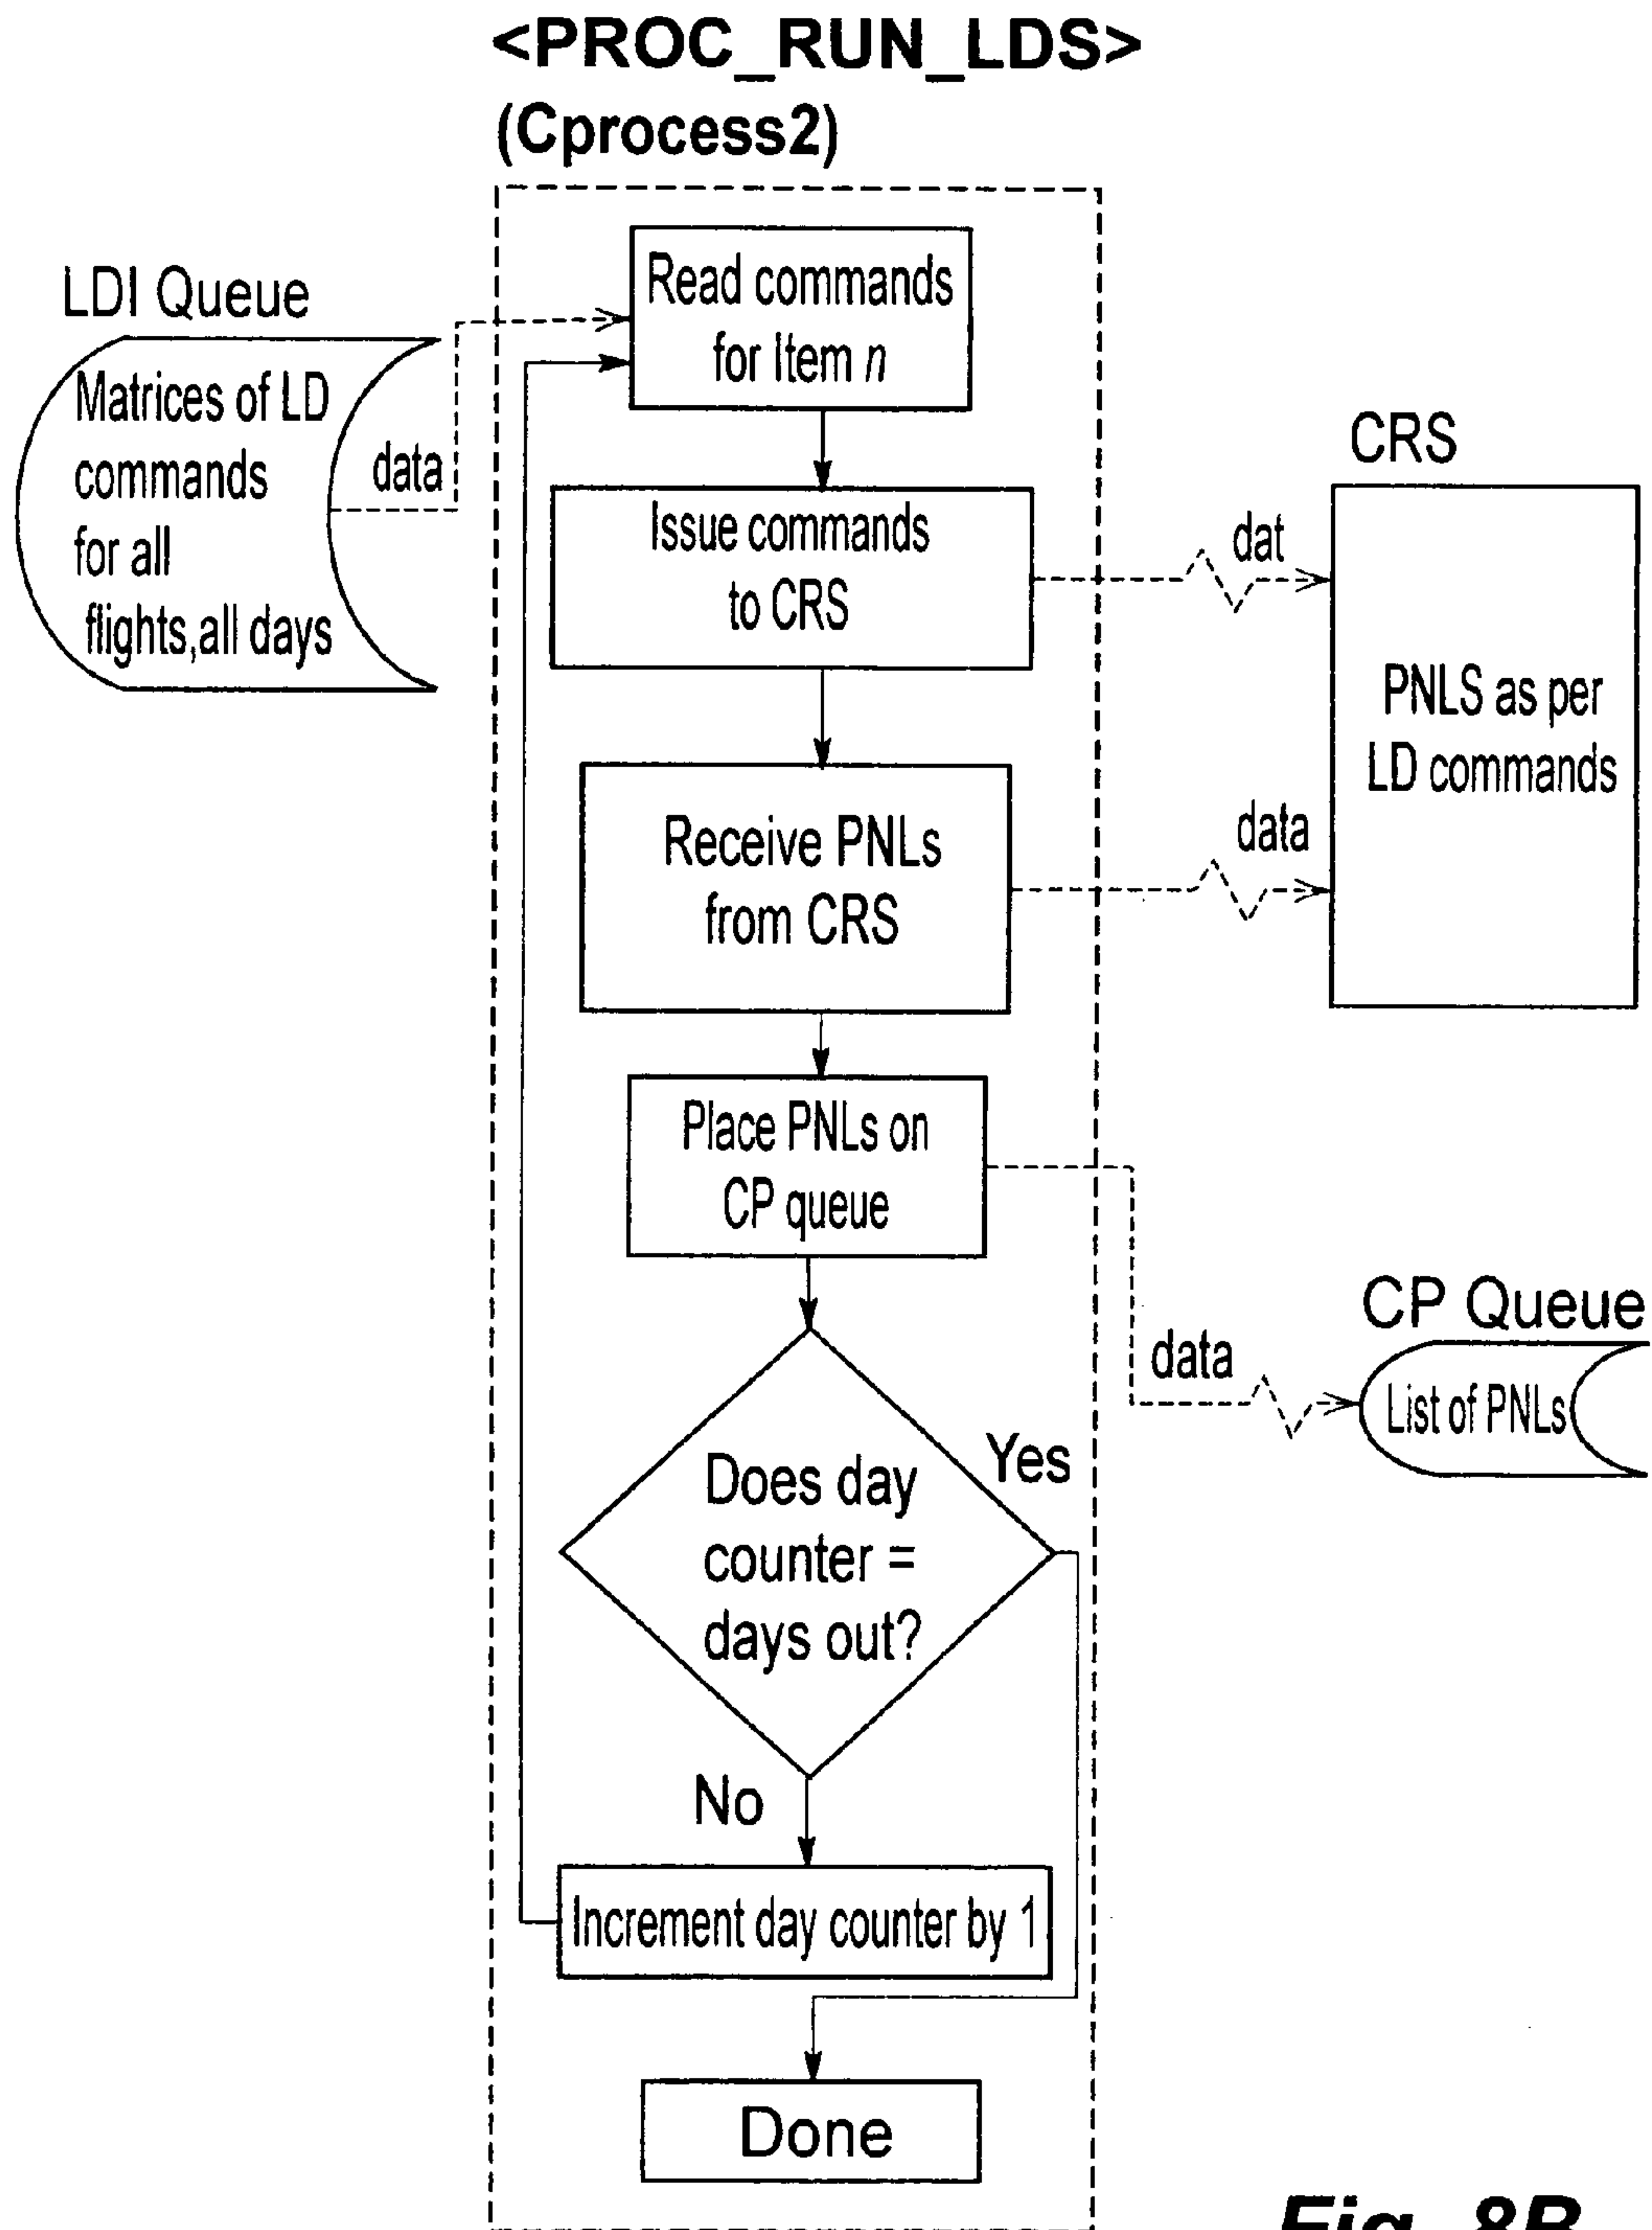 <PROC_RUN_LDS>
(Cprocess2)
LDI Queue
Matrices of LD
commands
for all
flights,all days
data
Read commands
for Item n
Issue commands
to CRS
dat
CRS
PNLS as per
LD commands
Receive PNLs
from CRS
data
Place PNLs on
CP queue
data
CP Queue
List of PNLs
Does day
counter =
days out?
Yes
No
Increment day counter by 1
Done
Fig. 8B